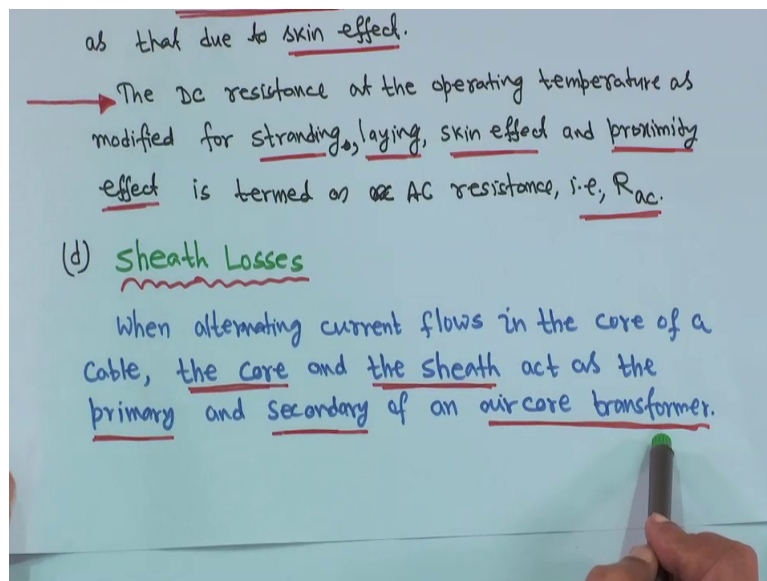 as that due to skin effect.
The DC resistance at the operating temperature as
modified for stranding, laying, skin effect and proximity
effect is termed as AC resistance, i.e., Rac.
(d) Sheath Losses
When alternating current flows in the core of a
cable, the core and the sheath act as the
primary and secondary of an air core transformer.